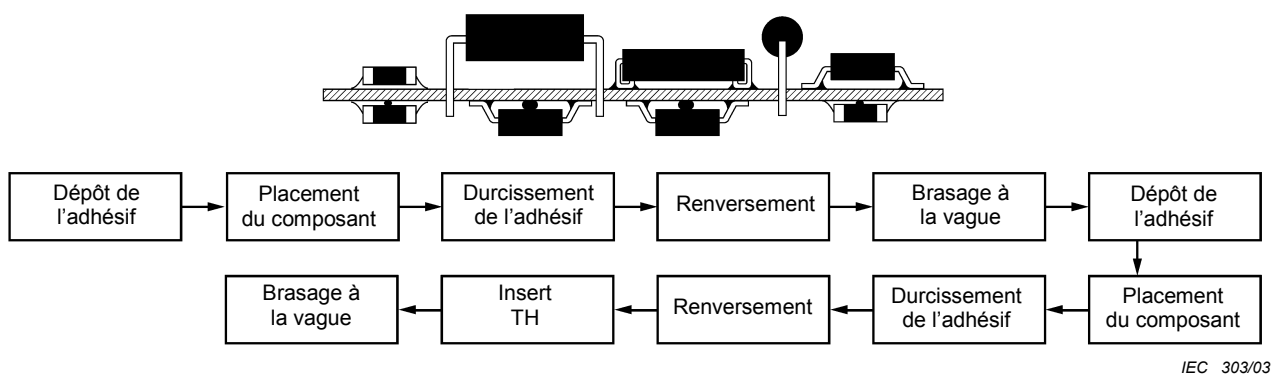 Dépôt de
l'adhésif
Placement
du composant
Durcissement
de l'adhésif
Renversement
Brasage à
la vague
Dépôt de
l'adhésif
Placement
du composant
Durcissement
de l'adhésif
Renversement
Insert
TH
Brasage à
la vague
IEC 303/03